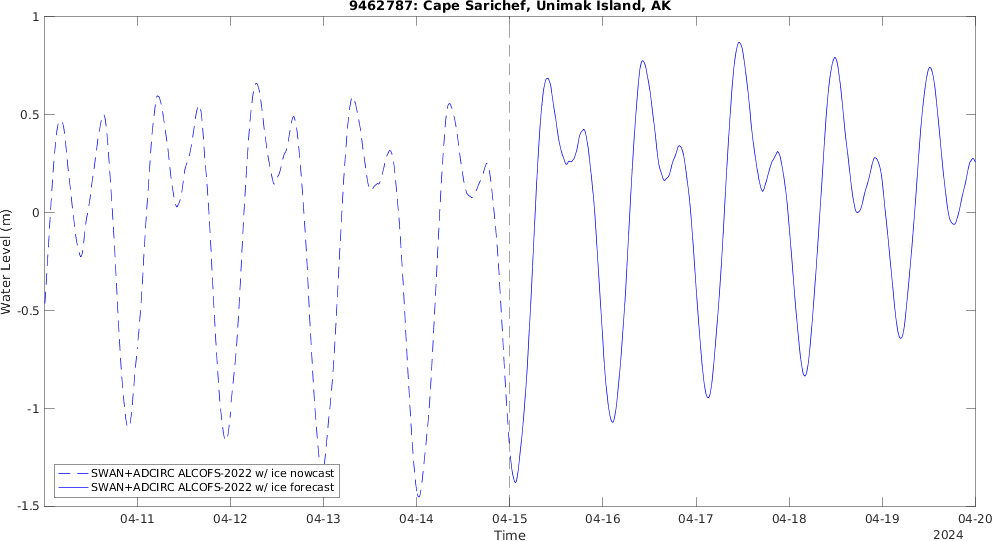 9462787: Cape Sarichef, Unimak Island, AK
1
0.5
0
-0.5
-1
-1.5
Water Level (m)
SWAN+ADCIRC ALCOFS-2022 w/ ice nowcast
SWAN+ADCIRC ALCOFS-2022 w/ ice forecast
04-11 04-12 04-13 04-14 04-15 04-16 04-17 04-18 04-19 04-20
Time
2024